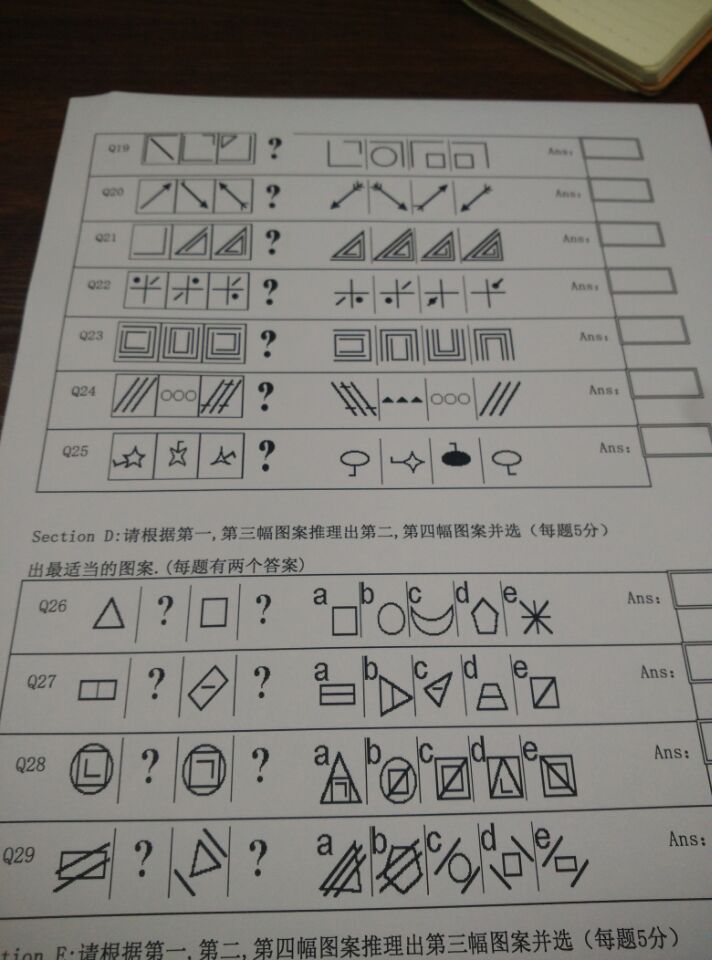 Q19 ? Ans:
Q20 ? Ans:
Q21 ? Ans:
Q22 ? Ans:
Q23 ? Ans:
Q24 ? Ans:
Q25 ? Ans:
Section D:请根据第一,第三幅图案推理出第二,第四幅图案并选（每题5分）
出最适当的图案.(每题有两个答案)
Q26 ? ? a b c d e Ans:
Q27 ? ? a b c d e Ans:
Q28 ? ? a b c d e Ans:
Q29 ? ? a b c d e Ans:
tion E:请根据第一,第二,第四幅图案推理出第三幅图案并选（每题5分）